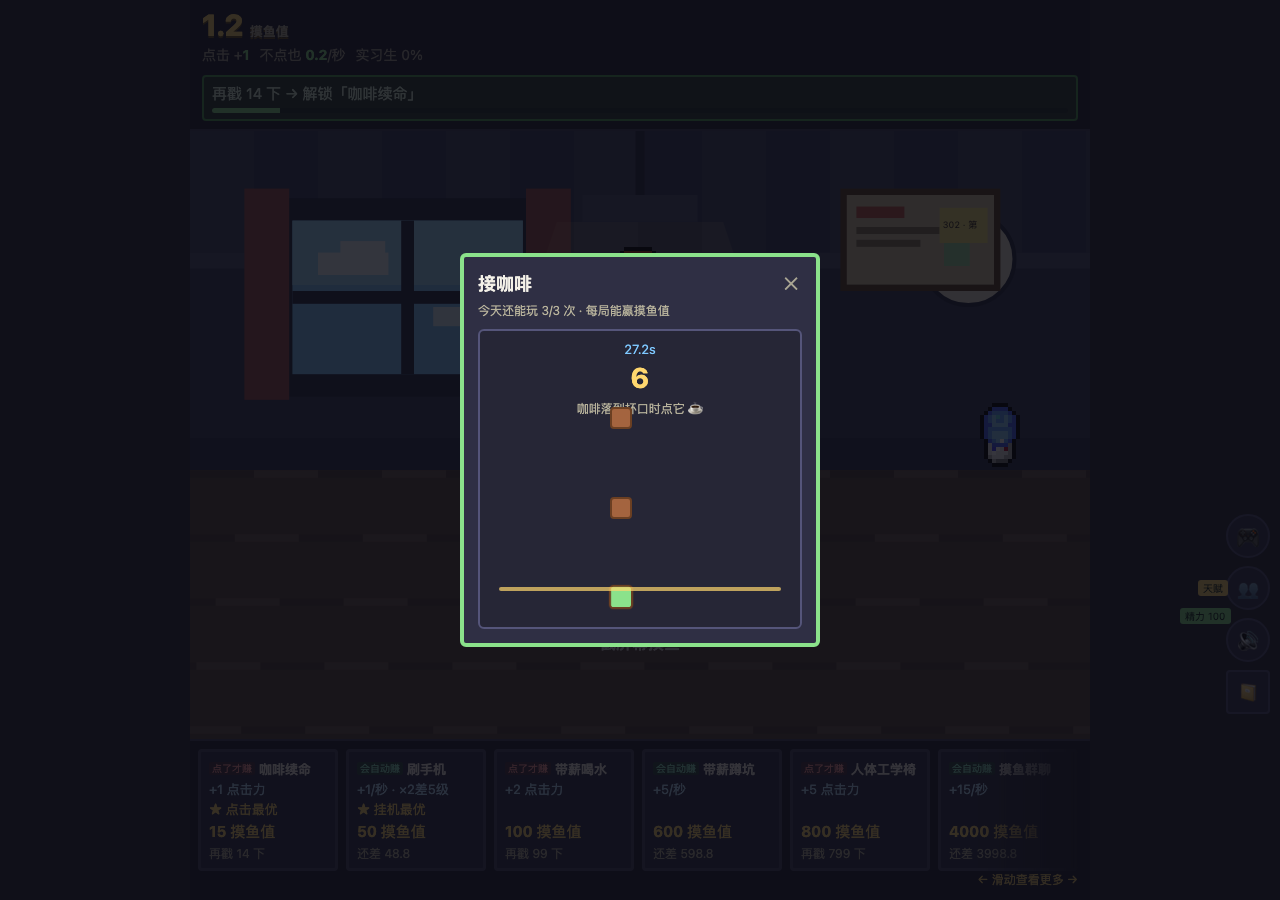 1.2 摸鱼值
点击 +1 不点也 0.2/秒 实习生 0%
再戳 14 下 → 解锁「咖啡续命」
302 · 第
接咖啡
今天还能玩 3/3 次 · 每局能赢摸鱼值
27.2s
6
咖啡落到杯口时点它
天赋
精力 100
点了才赚 咖啡续命
+1 点击力
★ 点击最优
15 摸鱼值
再戳 14 下
会自动赚 刷手机
+1/秒 · ×2差5级
★ 挂机最优
50 摸鱼值
还差 48.8
点了才赚 带薪喝水
+2 点击力
100 摸鱼值
再戳 99 下
会自动赚 带薪蹲坑
+5/秒
600 摸鱼值
还差 598.8
点了才赚 人体工学椅
+5 点击力
800 摸鱼值
再戳 799 下
会自动赚 摸鱼群聊
+15/秒
4000 摸鱼值
还差 3998.8
← 滑动查看更多 →